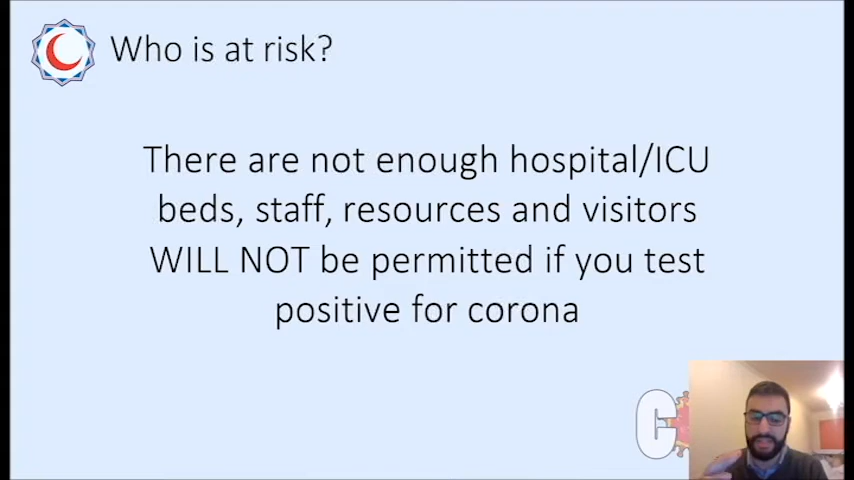 Who is at risk?
There are not enough hospital/ICU
beds, staff, resources and visitors
WILL NOT be permitted if you test
positive for corona
C